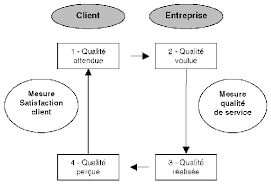 Client
Entreprise
1 - Qualité
attendue
2 - Qualité
voulue
Mesure
Satisfaction
client
Mesure
qualité
de service
4 - Qualité
perçue
3 - Qualité
réalisée